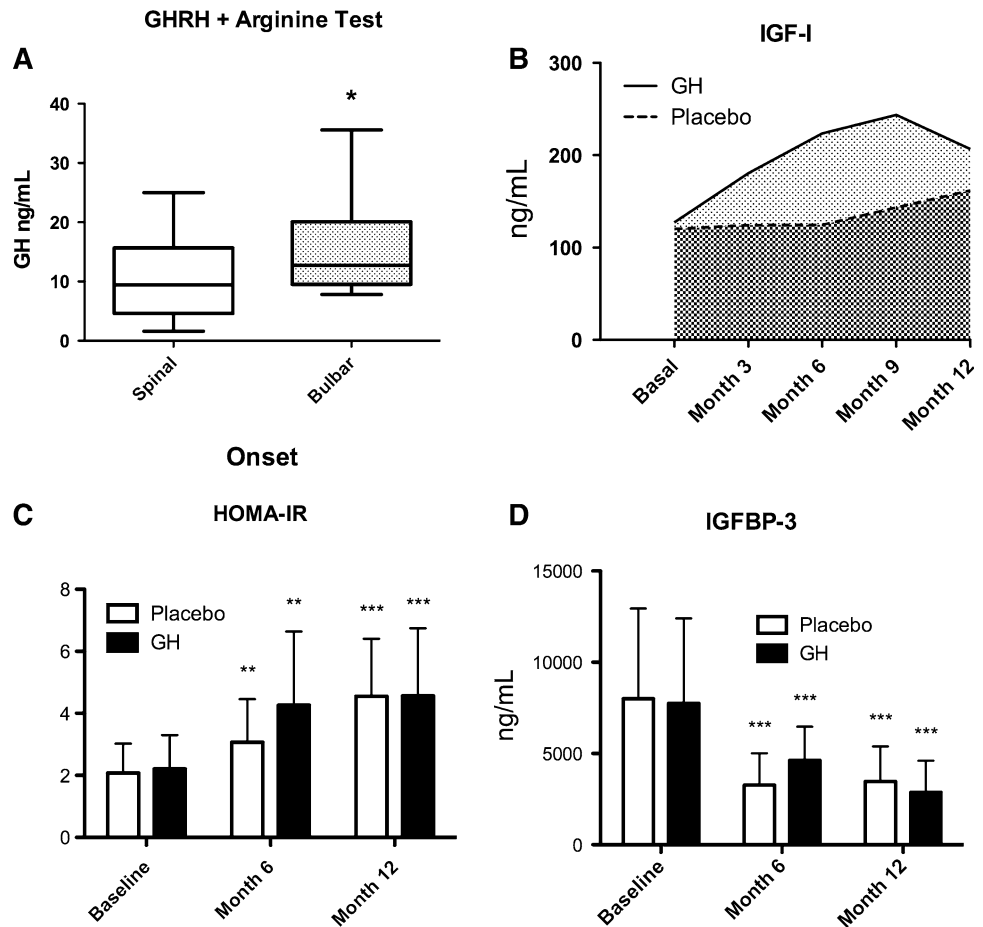 GHRH + Arginine Test
A
GH ng/mL
40
30
20
10
0
*
Spinal
Bulbar
Onset
IGF-I
B
ng/mL
300
200
100
0
GH
Placebo
Basal
Month 3
Month 6
Month 9
Month 12
HOMA-IR
C
8
6
4
2
0
Placebo
GH
**
**
***
***
Baseline
Month 6
Month 12
IGFBP-3
D
ng/mL
15000
10000
5000
0
Placebo
GH
***
***
***
***
Baseline
Month 6
Month 12